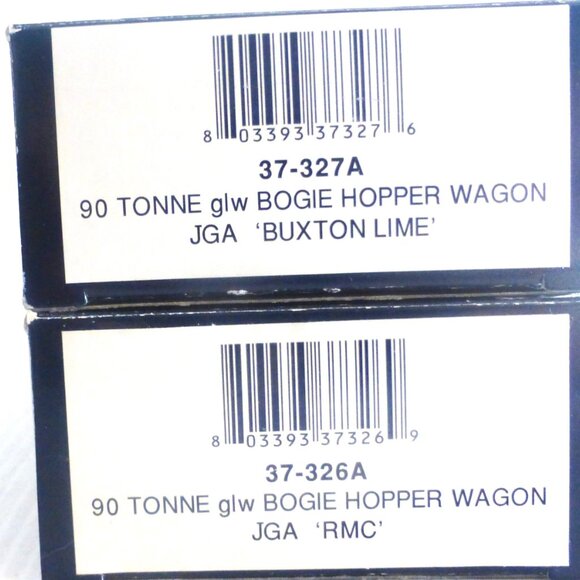 8 03393 37327 6
37-327A
90 TONNE glw BOGIE HOPPER WAGON
JGA 'BUXTON LIME'
8 03393 37326 9
37-326A
90 TONNE glw BOGIE HOPPER WAGON
JGA 'RMC'